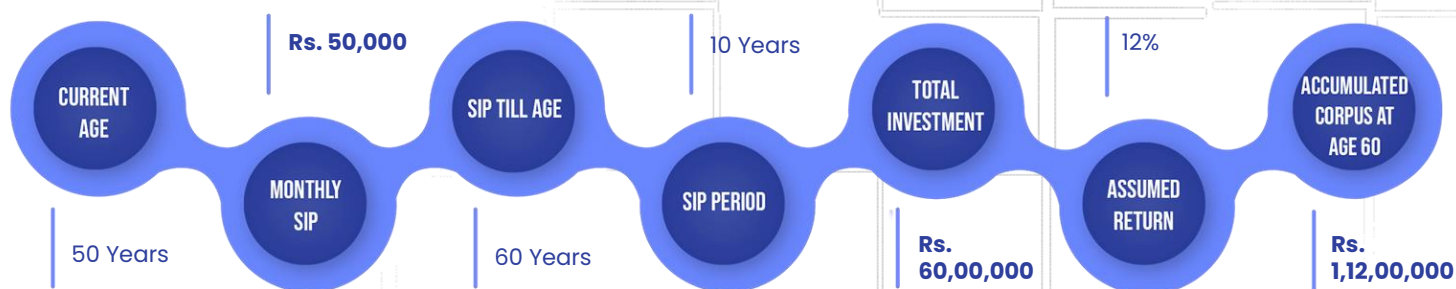 CURRENT
AGE
50 Years
Rs. 50,000
MONTHLY
SIP
SIP TILL AGE
60 Years
10 Years
SIP PERIOD
TOTAL
INVESTMENT
Rs.
60,00,000
12%
ASSUMED
RETURN
ACCUMULATED
CORPUS AT
AGE 60
Rs.
1,12,00,000